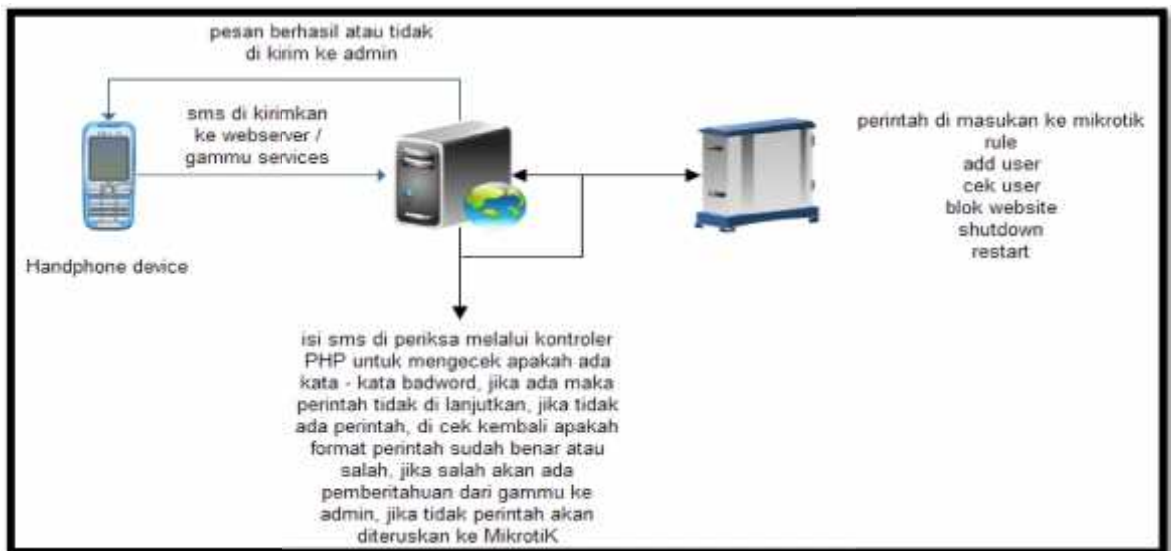 pesan berhasil atau tidak
di kirim ke admin
sms di kirimkan
ke webserver /
gammu services
Handphone device
perintah di masukan ke mikrotik
rule
add user
cek user
blok website
shutdown
restart
isi sms di periksa melalui kontroler
PHP untuk mengecek apakah ada
kata - kata badword, jika ada maka
perintah tidak di lanjutkan, jika tidak
ada perintah, di cek kembali apakah
format perintah sudah benar atau
salah, jika salah akan ada
pemberitahuan dari gammu ke
admin, jika tidak perintah akan
diteruskan ke MikrotiK